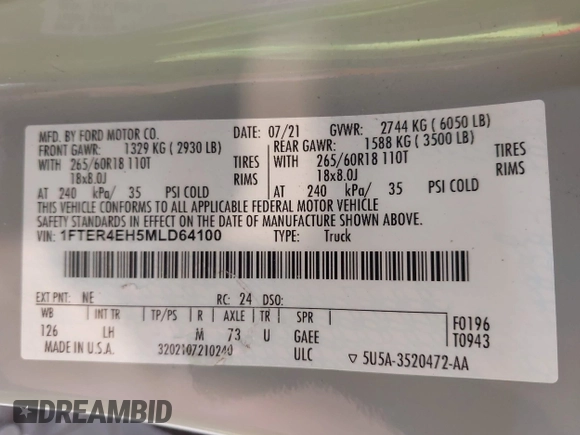 MFD. BY FORD MOTOR CO. DATE: 07/21 GVWR: 2744 KG ( 6050 LB)
FRONT GAWR: 1329 KG ( 2930 LB) REAR GAWR: 1588 KG ( 3500 LB)
WITH 265/60R18 110T TIRES WITH 265/60R18 110T TIRES
18x8.0J RIMS 18x8.0J RIMS
AT 240 kPa/ 35 PSI COLD AT 240 kPa/ 35 PSI COLD
THIS VEHICLE CONFORMS TO ALL APPLICABLE FEDERAL MOTOR VEHICLE
SAFETY STANDARDS IN EFFECT ON THE DATE OF MANUFACTURE SHOWN ABOVE.
VIN: 1FTER4EH5MLD64100 TYPE: Truck
EXT PNT: NE RC: 24 DSO:
WB INT TR TP/PS R AXLE TR SPR F0196
126 LH M 73 U GAEE T0943
MADE IN U.S.A. 3202107210240 ULC ▽ 5U5A-3520472-AA
DREAMBID